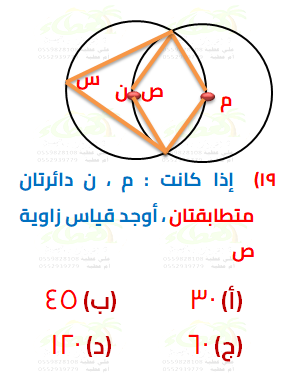 س
ن
ص
م
١٩) إذا كانت : م ، ن دائرتان
متطابقتان ، أوجد قياس زاوية
ص
(أ) ٣٠ (ب) ٤٥
(ج) ٦٠ (د) ١٢٠